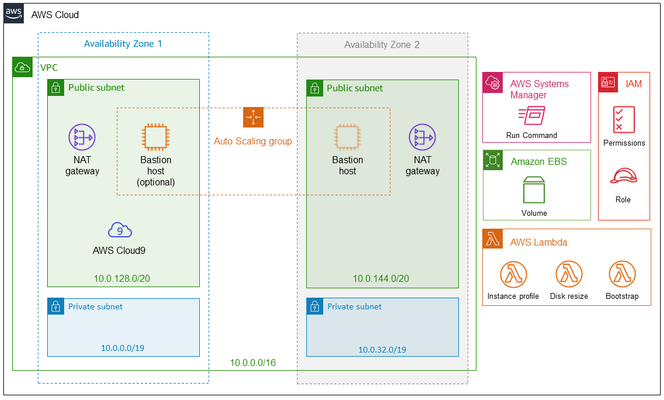 aws
AWS Cloud
Availability Zone 1
Availability Zone 2
VPC
Public subnet
Public subnet
Auto Scaling group
NAT
gateway
Bastion
host
(optional)
Bastion
host
NAT
gateway
9
AWS Cloud9
10.0.128.0/20
10.0.144.0/20
Private subnet
Private subnet
10.0.0.0/19
10.0.32.0/19
10.0.0.0/16
AWS Systems
Manager
Run Command
IAM
Permissions
Role
Amazon EBS
Volume
AWS Lambda
Instance profile
Disk resize
Bootstrap